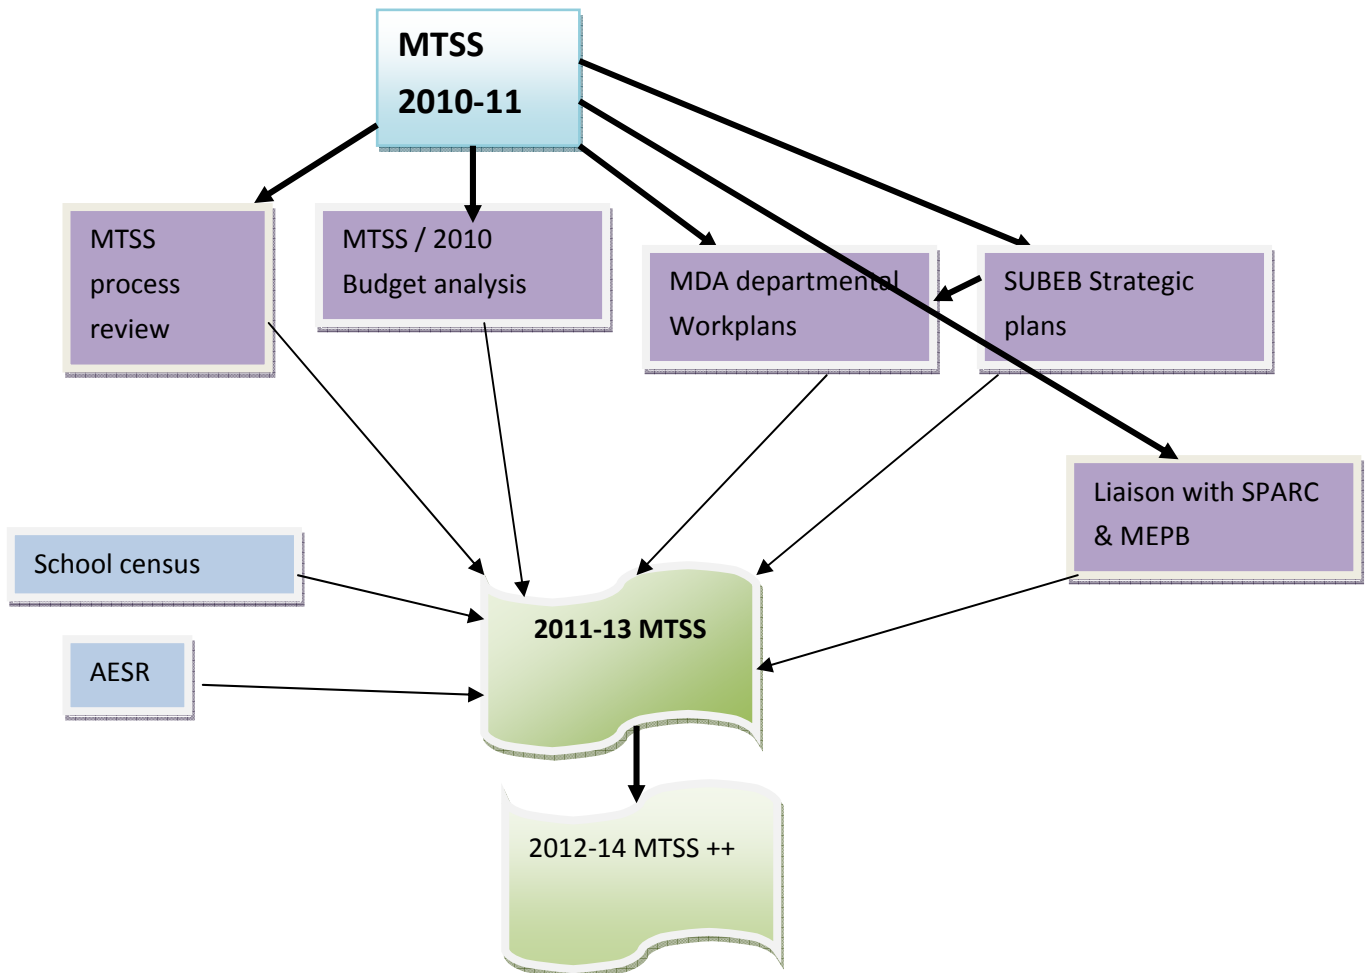 MTSS
2010-11
MTSS
process
review
MTSS / 2010
Budget analysis
MDA departmental
Workplans
SUBEB Strategic
plans
Liaison with SPARC
& MEPB
School census
AESR
2011-13 MTSS
2012-14 MTSS ++